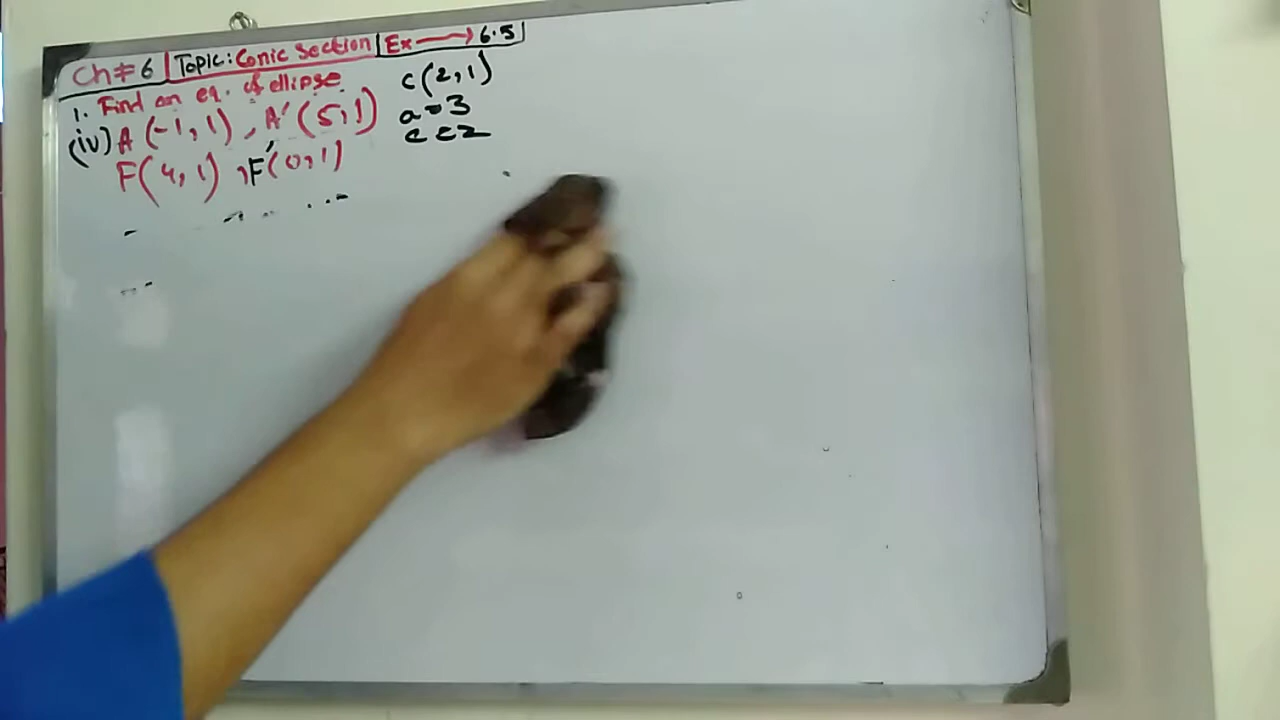 Ch # 6 | Topic: Conic Section | Ex → 6.5
1. Find an eq. of ellipse
(iv) A(-1,1), A'(5,1)
F(4,1), F'(0,1)
C(2,1)
a=3
c=2